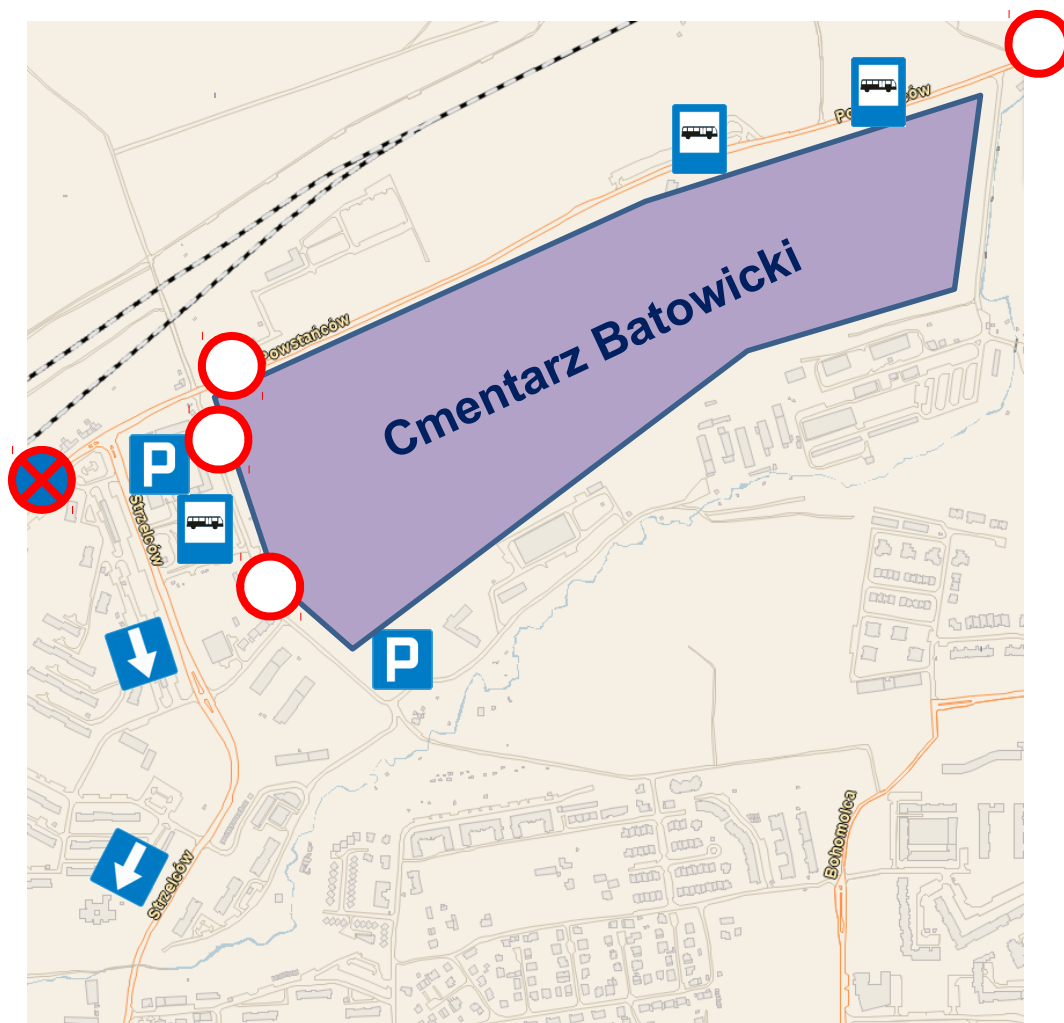 Powstańców
Cmentarz Batowicki
P
Strzelców
P
Bohomolca
Strzelców